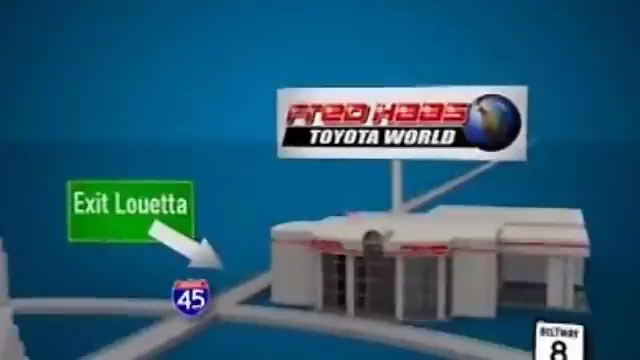 Fred Haas
TOYOTA WORLD
Exit Louetta
45
BELTWAY
8